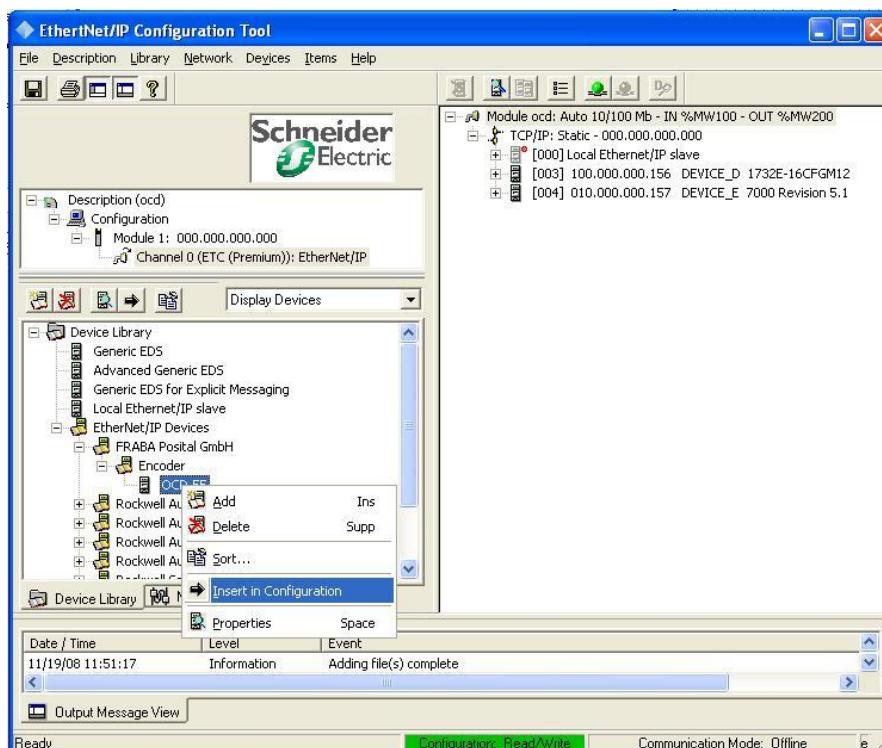 EthertNet/IP Configuration Tool
File Description Library Network Devices Items Help
Schneider
Electric
Description (ocd)
Configuration
Module 1: 000.000.000.000
Channel 0 (ETC (Premium)): EtherNet/IP
Display Devices
Device Library
Generic EDS
Advanced Generic EDS
Generic EDS for Explicit Messaging
Local Ethernet/IP slave
EtherNet/IP Devices
FRABA Posital GmbH
Encoder
Rockwell
Rockwell
Rockwell
Rockwell
Add Ins
Delete Supp
Sort...
Insert in Configuration
Properties Space
Device Library
Module ocd: Auto 10/100 Mb - IN %MW100 - OUT %MW200
TCP/IP: Static - 000.000.000.000
[000] Local Ethernet/IP slave
[003] 100.000.000.156 DEVICE_D 1732E-16CFGM12
[004] 010.000.000.157 DEVICE_E 7000 Revision 5.1
Date / Time Level Event
11/19/08 11:51:17 Information Adding file(s) complete
Output Message View
Ready Configuration: Read/Write Communication Mode: Offline